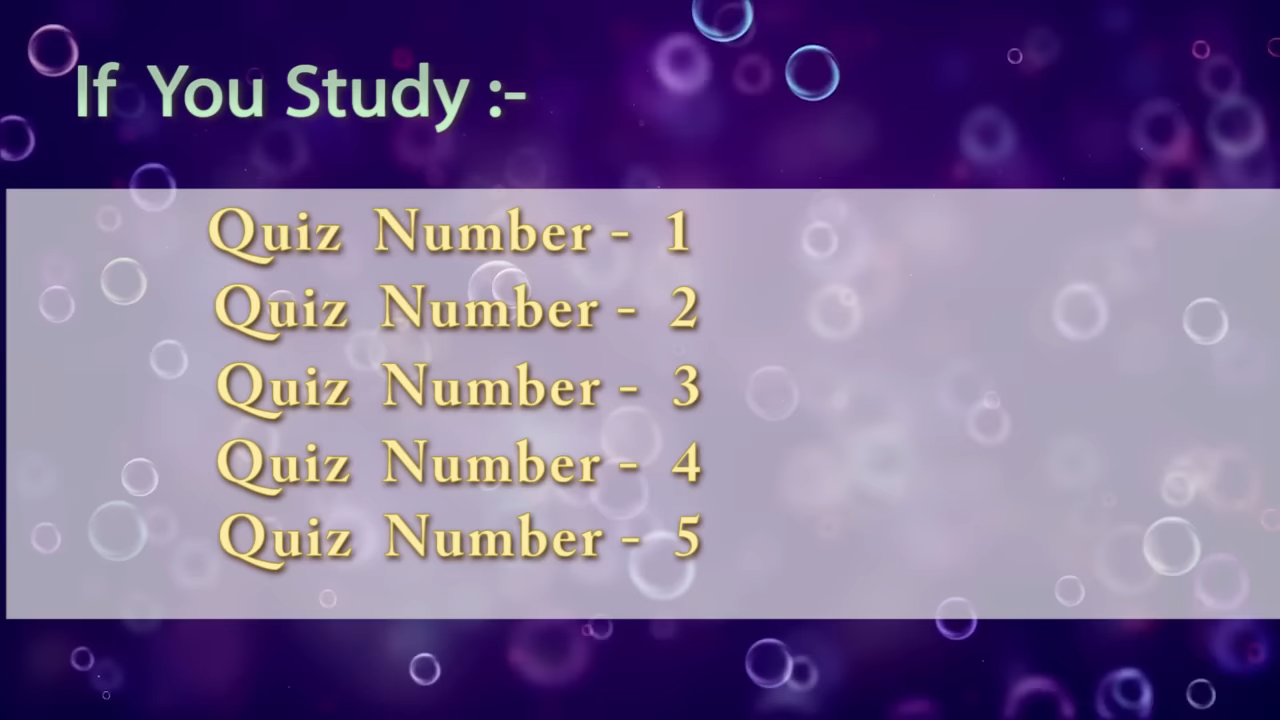 If You Study :-
Quiz Number - 1
Quiz Number - 2
Quiz Number - 3
Quiz Number - 4
Quiz Number - 5